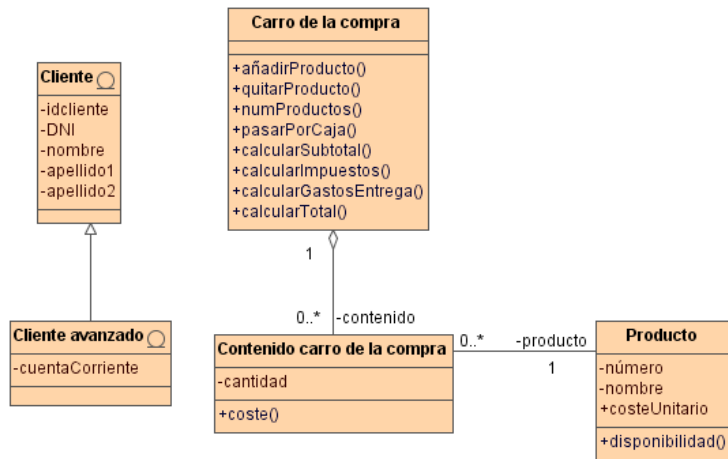 Carro de la compra
+añadirProducto()
+quitarProducto()
+numProductos()
+pasarPorCaja()
+calcularSubtotal()
+calcularImpuestos()
+calcularGastosEntrega()
+calcularTotal()
Cliente
-idcliente
-DNI
-nombre
-apellido1
-apellido2
1
0..* -contenido
Cliente avanzado
-cuentaCorriente
Contenido carro de la compra
-cantidad
+coste()
0..* -producto
1
Producto
-número
-nombre
+costeUnitario
+disponibilidad()